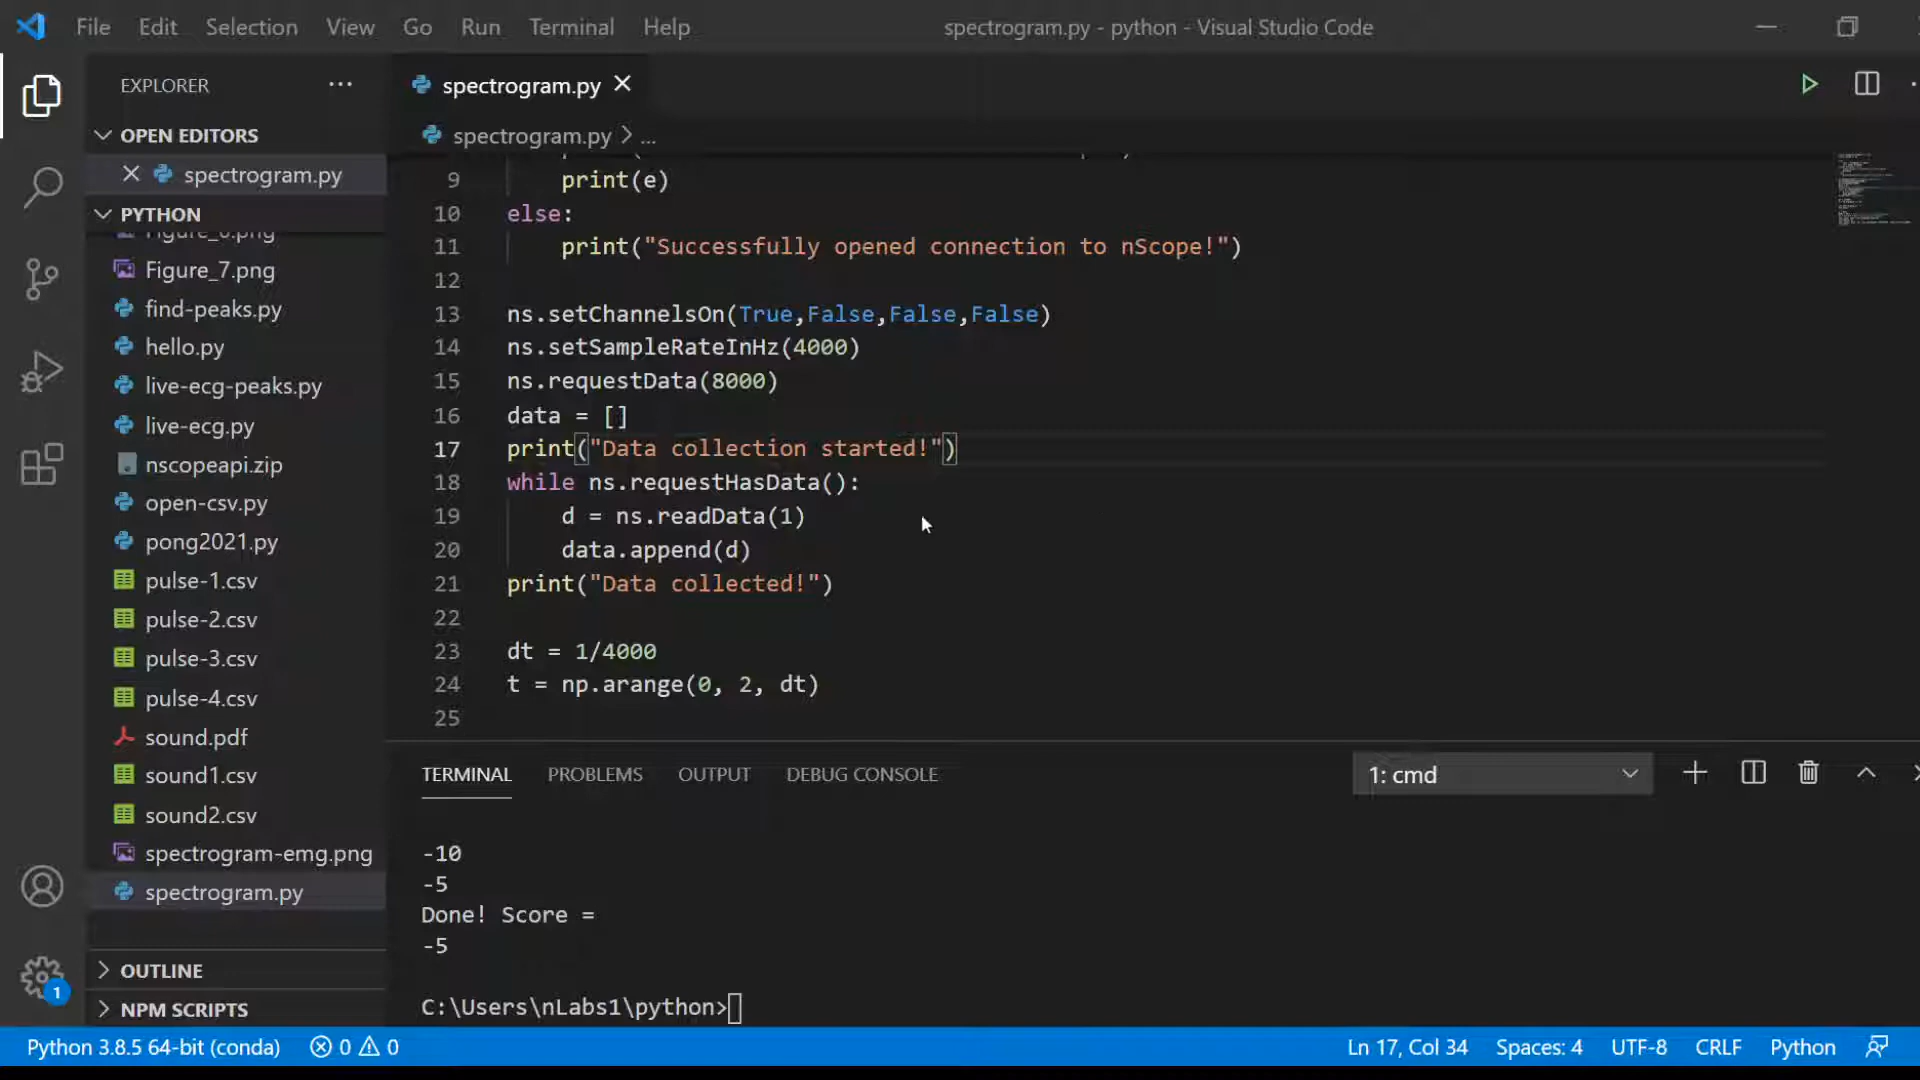 File Edit Selection View Go Run Terminal Help spectrogram.py - python - Visual Studio Code
EXPLORER
OPEN EDITORS
spectrogram.py
PYTHON
Figure_7.png
find-peaks.py
hello.py
live-ecg-peaks.py
live-ecg.py
nscopeapi.zip
open-csv.py
pong2021.py
pulse-1.csv
pulse-2.csv
pulse-3.csv
pulse-4.csv
sound.pdf
sound1.csv
sound2.csv
spectrogram-emg.png
spectrogram.py
OUTLINE
NPM SCRIPTS
spectrogram.py
spectrogram.py > ...
9 print(e)
10 else:
11 print("Successfully opened connection to nScope!")
12
13 ns.setChannelsOn(True,False,False,False)
14 ns.setSampleRateInHz(4000)
15 ns.requestData(8000)
16 data = []
17 print("Data collection started!")
18 while ns.requestHasData():
19 d = ns.readData(1)
20 data.append(d)
21 print("Data collected!")
22
23 dt = 1/4000
24 t = np.arange(0, 2, dt)
25
TERMINAL PROBLEMS OUTPUT DEBUG CONSOLE 1: cmd
-10
-5
Done! Score =
-5
C:\Users\nLabs1\python>
1
Python 3.8.5 64-bit (conda) 0 0 Ln 17, Col 34 Spaces: 4 UTF-8 CRLF Python